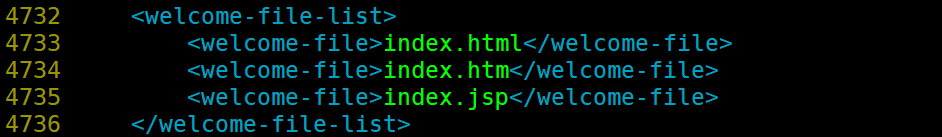 4732     <welcome-file-list>
4733         <welcome-file>index.html</welcome-file>
4734         <welcome-file>index.htm</welcome-file>
4735         <welcome-file>index.jsp</welcome-file>
4736     </welcome-file-list>